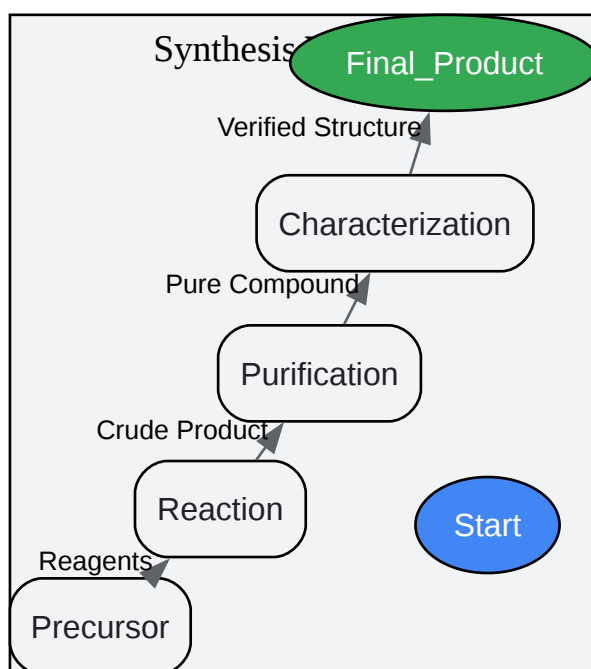 Synthesis
Final_Product
Verified Structure
Characterization
Pure Compound
Purification
Crude Product
Reaction
Start
Reagents
Precursor